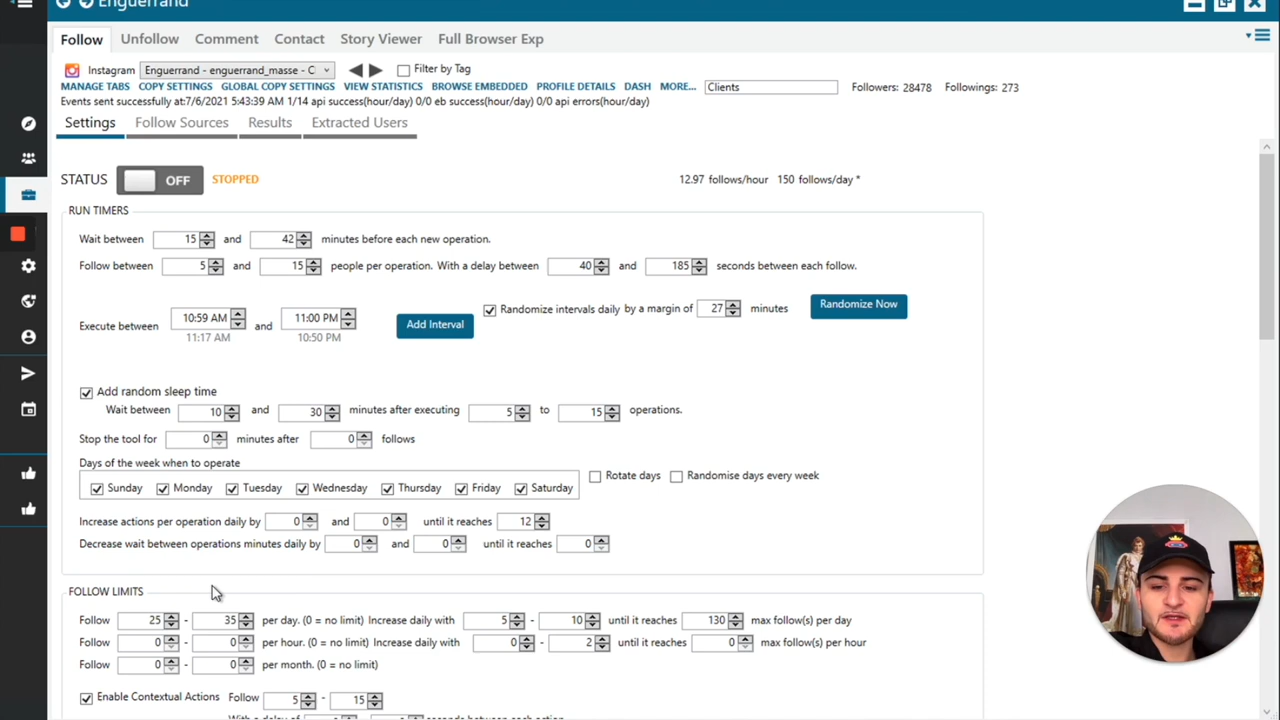 Enguerrand
Follow Unfollow Comment Contact Story Viewer Full Browser Exp
Instagram Enguerrand - enguerrand_masse - C Filter by Tag
MANAGE TABS COPY SETTINGS GLOBAL COPY SETTINGS VIEW STATISTICS BROWSE EMBEDDED PROFILE DETAILS DASH MORE... Clients Followers: 28478 Followings: 273
Events sent successfully at:7/6/2021 5:43:39 AM 1/14 api success(hour/day) 0/0 eb success(hour/day) 0/0 api errors(hour/day)
Settings Follow Sources Results Extracted Users
STATUS OFF STOPPED 12.97 follows/hour 150 follows/day *
RUN TIMERS
Wait between 15 and 42 minutes before each new operation.
Follow between 5 and 15 people per operation. With a delay between 40 and 185 seconds between each follow.
Execute between 10:59 AM and 11:00 PM Add Interval Randomize intervals daily by a margin of 27 minutes Randomize Now
11:17 AM 10:50 PM
Add random sleep time
Wait between 10 and 30 minutes after executing 5 to 15 operations.
Stop the tool for 0 minutes after 0 follows
Days of the week when to operate
Sunday Monday Tuesday Wednesday Thursday Friday Saturday Rotate days Randomise days every week
Increase actions per operation daily by 0 and 0 until it reaches 12
Decrease wait between operations minutes daily by 0 and 0 until it reaches 0
FOLLOW LIMITS
Follow 25 - 35 per day. (0 = no limit) Increase daily with 5 - 10 until it reaches 130 max follow(s) per day
Follow 0 - 0 per hour. (0 = no limit) Increase daily with 0 - 2 until it reaches 0 max follow(s) per hour
Follow 0 - 0 per month. (0 = no limit)
Enable Contextual Actions Follow 5 - 15
With a delay of seconds between each action